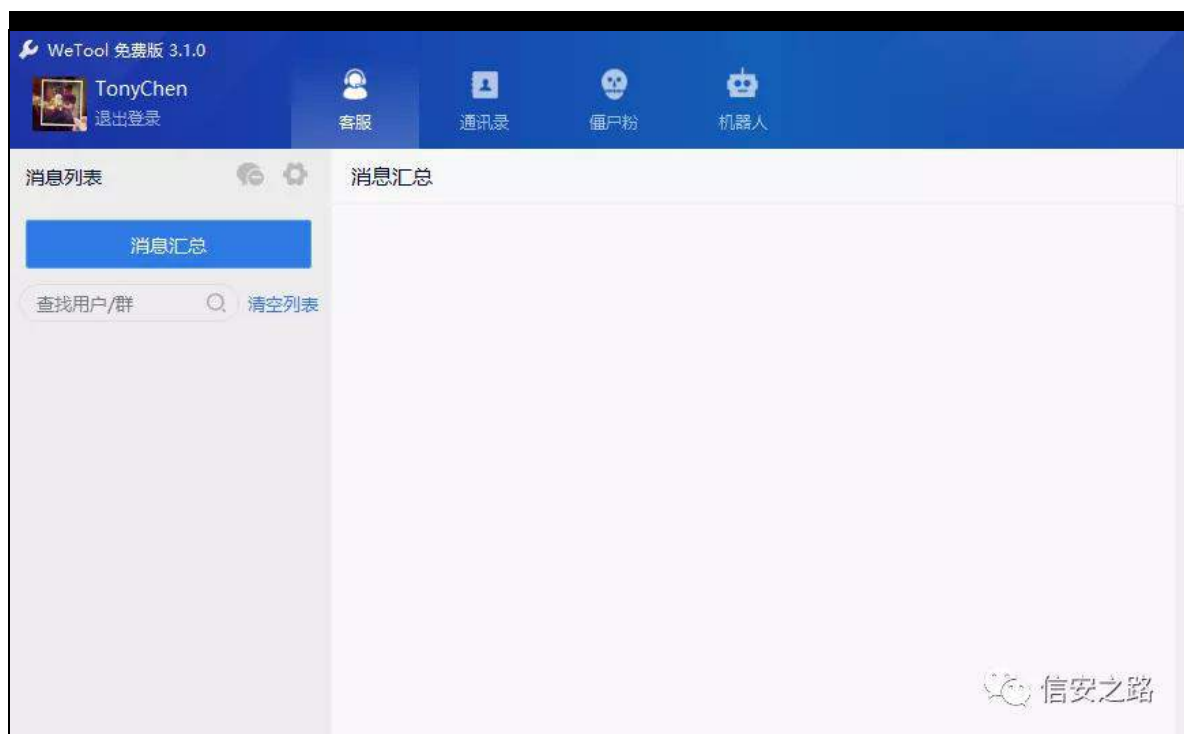 WeTool 免费版 3.1.0
TonyChen
退出登录
客服
通讯录
僵尸粉
机器人
消息列表
消息汇总
消息汇总
查找用户/群
清空列表
信安之路